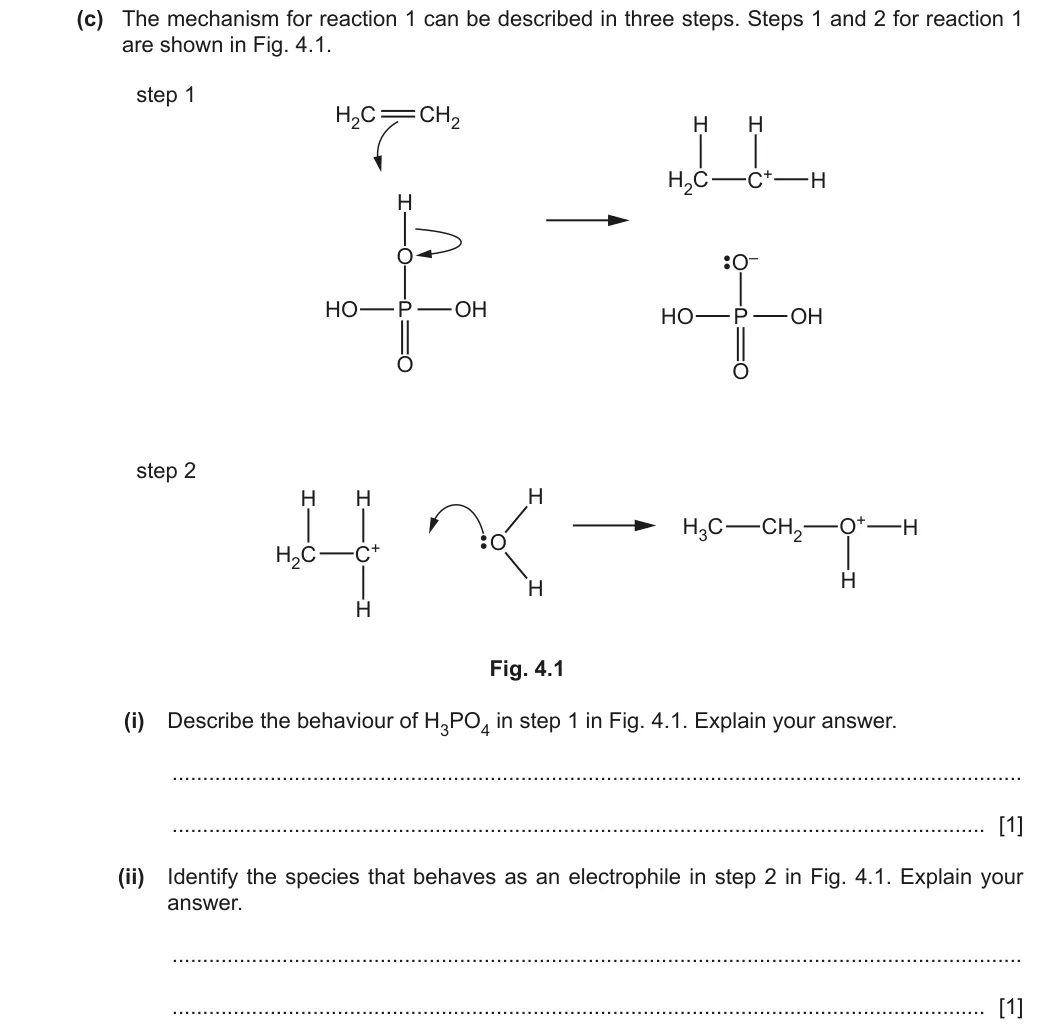 (c) The mechanism for reaction 1 can be described in three steps. Steps 1 and 2 for reaction 1
are shown in Fig. 4.1.
step 1
H₂C=CH₂
H
O
HO—P—OH
O
H H
H₂C—C⁺—H
:O⁻
HO—P—OH
O
step 2
H H
H₂C—C⁺
H
H
:O
H
H₃C—CH₂—O⁺—H
H
Fig. 4.1
(i) Describe the behaviour of H₃PO₄ in step 1 in Fig. 4.1. Explain your answer.
[1]
(ii) Identify the species that behaves as an electrophile in step 2 in Fig. 4.1. Explain your
answer.
[1]